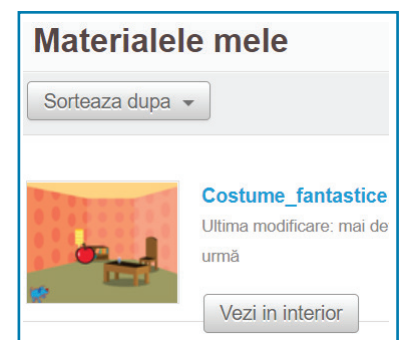 Materialele mele
Sorteaza dupa
Costume_fantastice
Ultima modificare: mai de
urmă
Vezi in interior